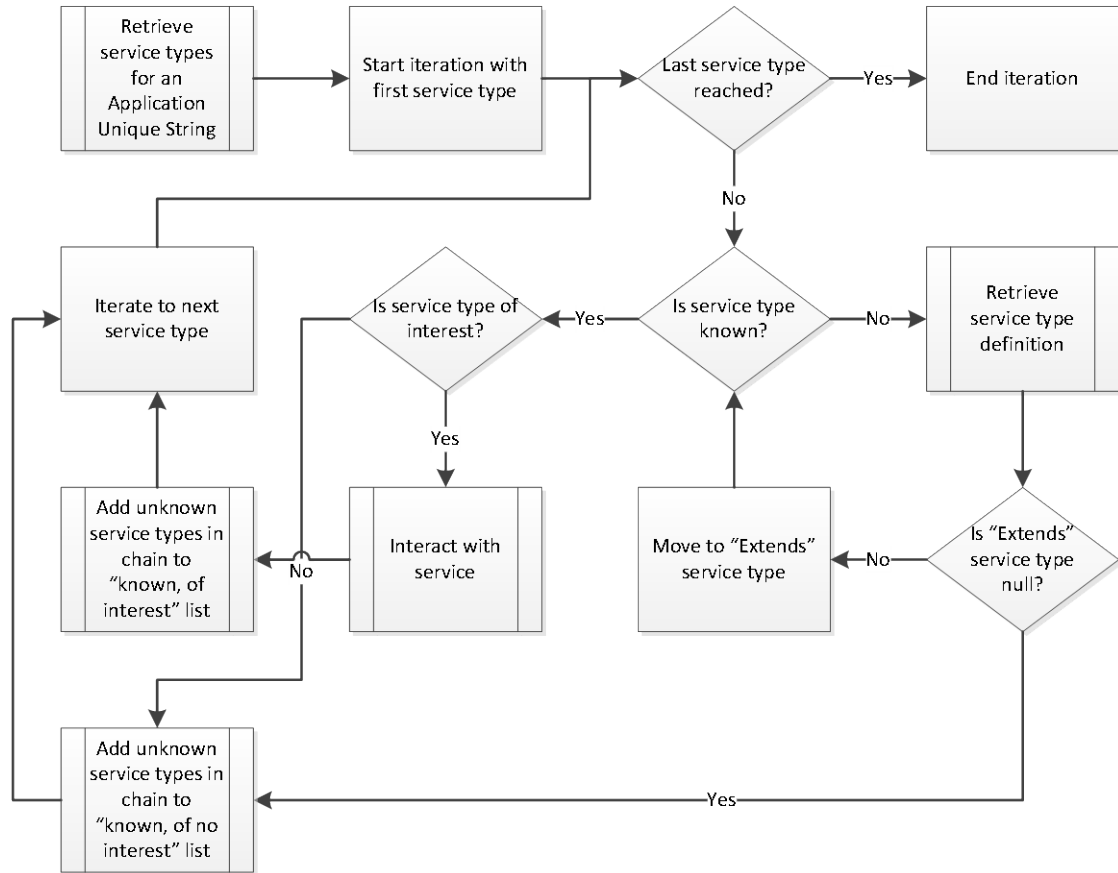 Retrieve
service types
for an
Application
Unique String
Start iteration with
first service type
Last service type
reached?
Yes
End iteration
No
Iterate to next
service type
Is service type of
interest?
Yes
Is service type
known?
No
Retrieve
service type
definition
Yes
Add unknown
service types in
chain to
“known, of
interest” list
No
Interact with
service
Move to “Extends”
service type
No
Is “Extends”
service type
null?
Add unknown
service types in
chain to
“known, of no
interest” list
Yes